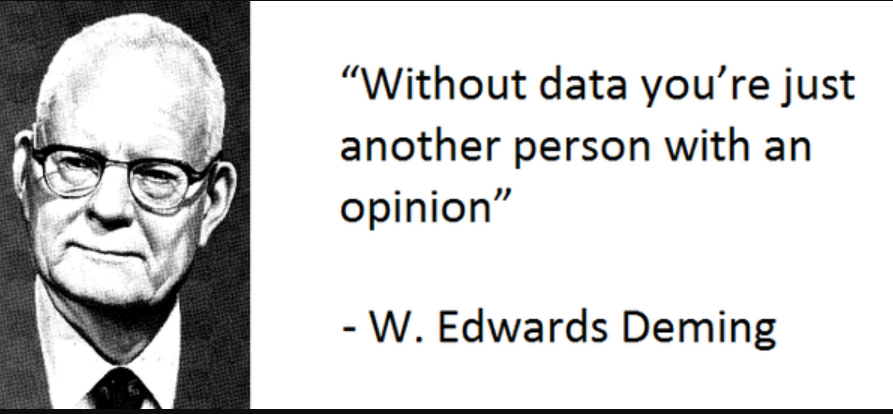 “Without data you’re just
another person with an
opinion”
- W. Edwards Deming